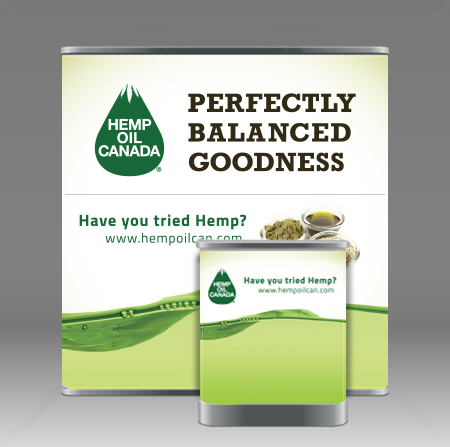 HEMP
OIL
CANADA
®
PERFECTLY
BALANCED
GOODNESS
Have you tried Hemp?
www.hempoilcan.com
HEMP
OIL
CANADA
Have you tried Hemp?
www.hempoilcan.com